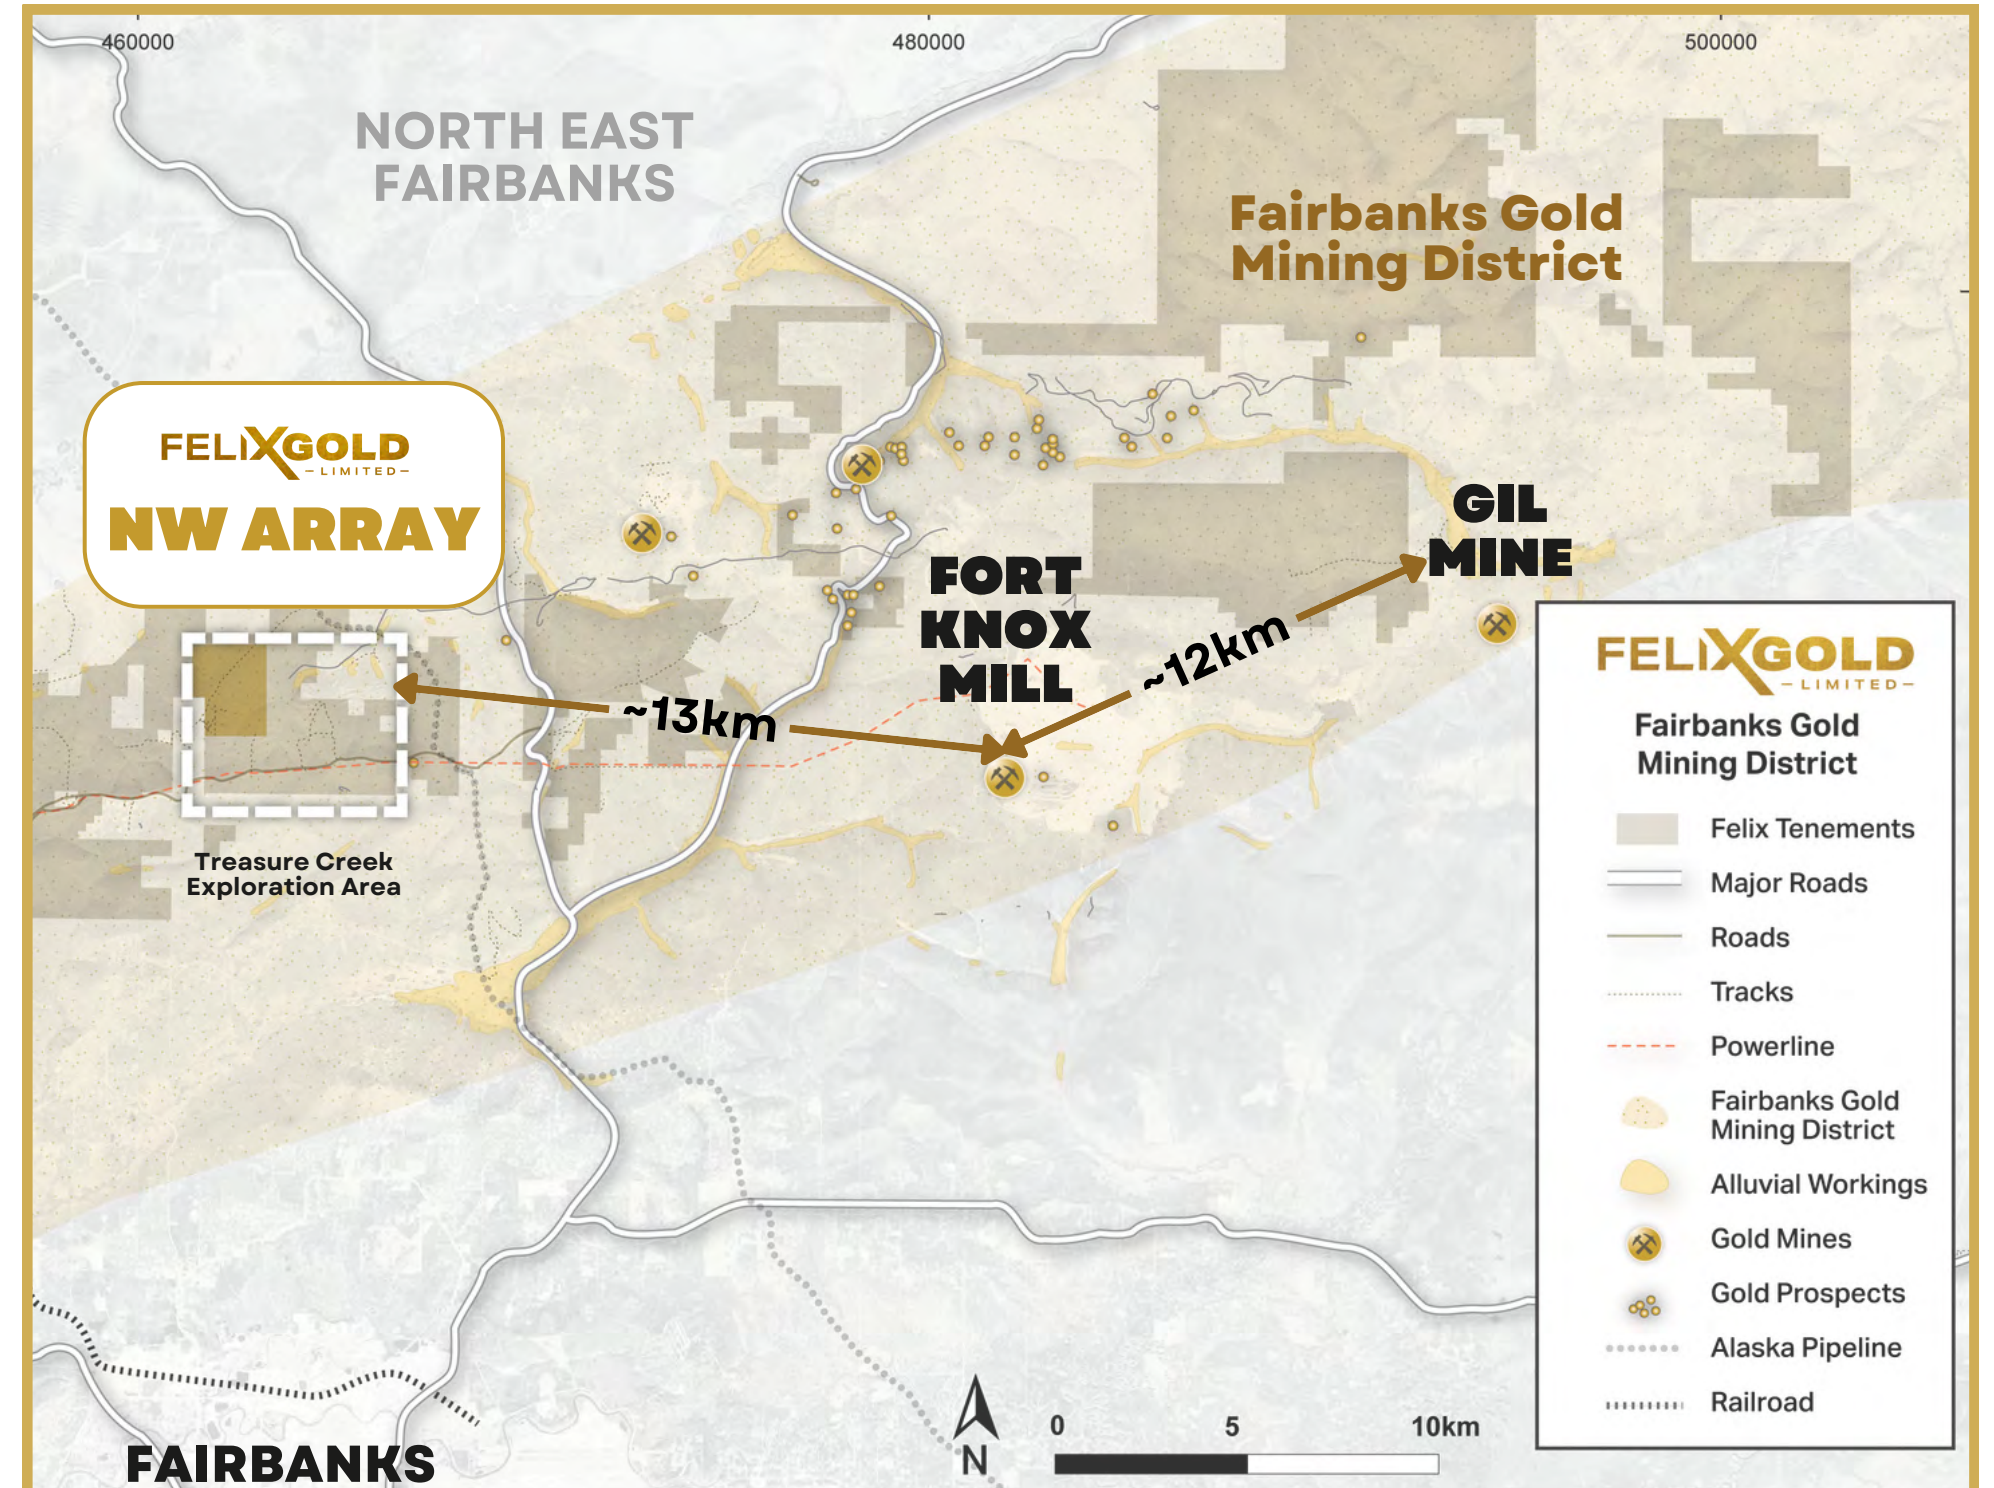 460000
480000
500000
NORTH EAST
FAIRBANKS
Fairbanks Gold
Mining District
FELIXGOLD
LIMITED
NW ARRAY
GIL
MINE
FORT
KNOX
MILL
~12km
~13km
Treasure Creek
Exploration Area
FELIXGOLD
LIMITED
Fairbanks Gold
Mining District
Felix Tenements
Major Roads
Roads
Tracks
Powerline
Fairbanks Gold
Mining District
Alluvial Workings
Gold Mines
Gold Prospects
Alaska Pipeline
Railroad
0 5 10km
N
FAIRBANKS